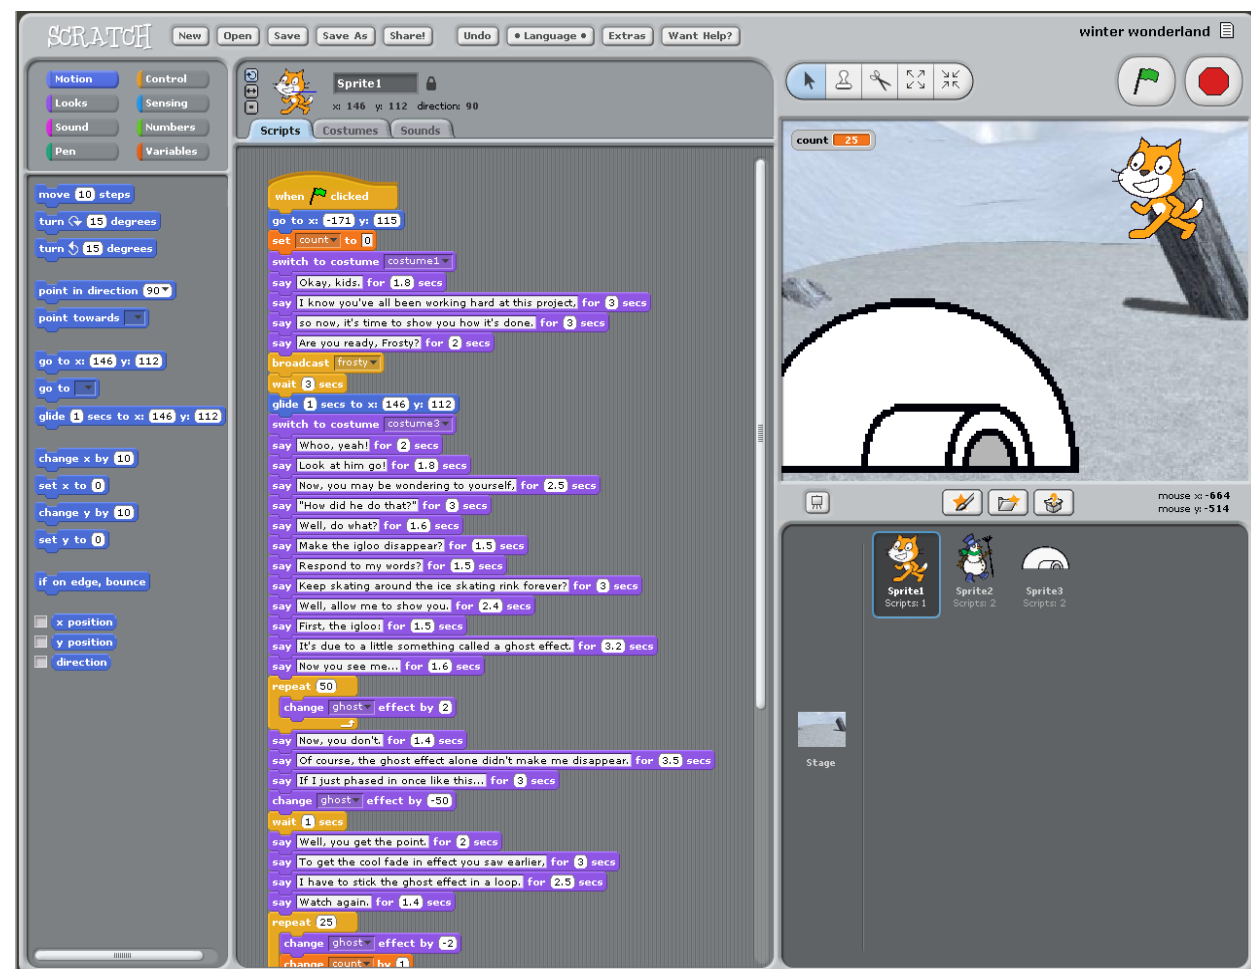 SCRATCH New Open Save Save As Share! Undo • Language • Extras Want Help? winter wonderland
Motion Control
Looks Sensing
Sound Numbers
Pen Variables
move 10 steps
turn 15 degrees
turn 15 degrees
point in direction 90
point towards
go to x: 146 y: 112
go to
glide 1 secs to x: 146 y: 112
change x by 10
set x to 0
change y by 10
set y to 0
if on edge, bounce
x position
y position
direction
Sprite1
x: 146 y: 112 direction: 90
Scripts Costumes Sounds
when clicked
go to x: -171 y: 115
set count to 0
switch to costume costume1
say Okay, kids. for 1.8 secs
say I know you've all been working hard at this project, for 3 secs
say so now, it's time to show you how it's done. for 3 secs
say Are you ready, Frosty? for 2 secs
broadcast frosty
wait 3 secs
glide 1 secs to x: 146 y: 112
switch to costume costume3
say Whoo, yeah! for 2 secs
say Look at him go! for 1.8 secs
say Now, you may be wondering to yourself, for 2.5 secs
say "How did he do that?" for 3 secs
say Well, do what? for 1.6 secs
say Make the igloo disappear? for 1.5 secs
say Respond to my words? for 1.5 secs
say Keep skating around the ice skating rink forever? for 3 secs
say Well, allow me to show you. for 2.4 secs
say First, the igloo: for 1.5 secs
say It's due to a little something called a ghost effect. for 3.2 secs
say Now you see me... for 1.6 secs
repeat 50
change ghost effect by 2
say Now, you don't. for 1.4 secs
say Of course, the ghost effect alone didn't make me disappear. for 3.5 secs
say If I just phased in once like this... for 3 secs
change ghost effect by -50
wait 1 secs
say Well, you get the point. for 2 secs
say To get the cool fade in effect you saw earlier, for 3 secs
say I have to stick the ghost effect in a loop. for 2.5 secs
say Watch again. for 1.4 secs
repeat 25
change ghost effect by -2
change count by 1
count 25
mouse x: -664
mouse y: -514
Sprite1 Sprite2 Sprite3
Scripts: 1 Scripts: 2 Scripts: 2
Stage